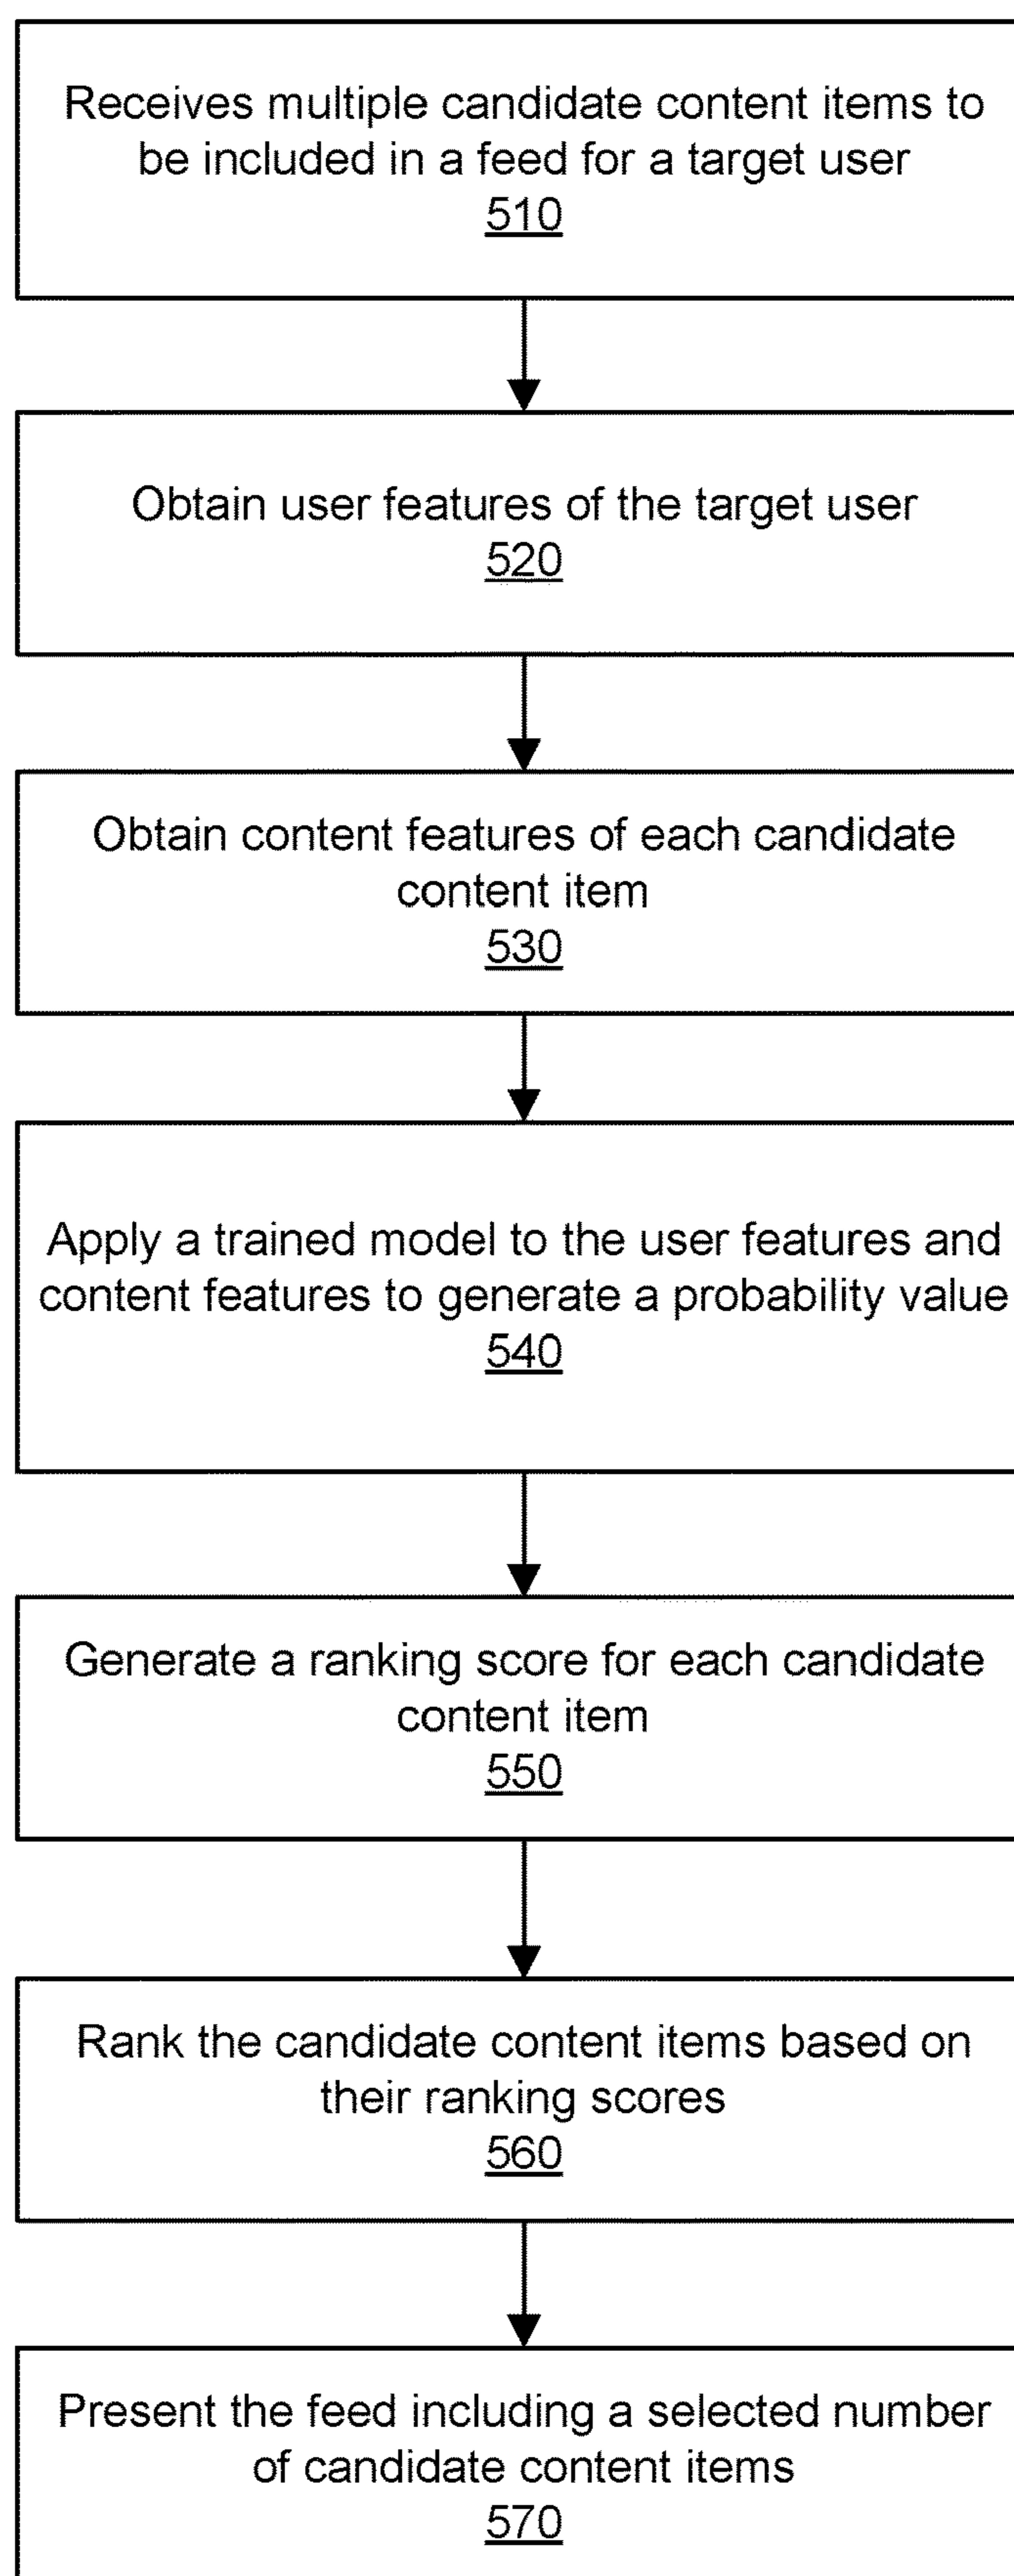 Receives multiple candidate content items to
be included in a feed for a target user
510
Obtain user features of the target user
520
Obtain content features of each candidate
content item
530
Apply a trained model to the user features and
content features to generate a probability value
540
Generate a ranking score for each candidate
content item
550
Rank the candidate content items based on
their ranking scores
560
Present the feed including a selected number
of candidate content items
570